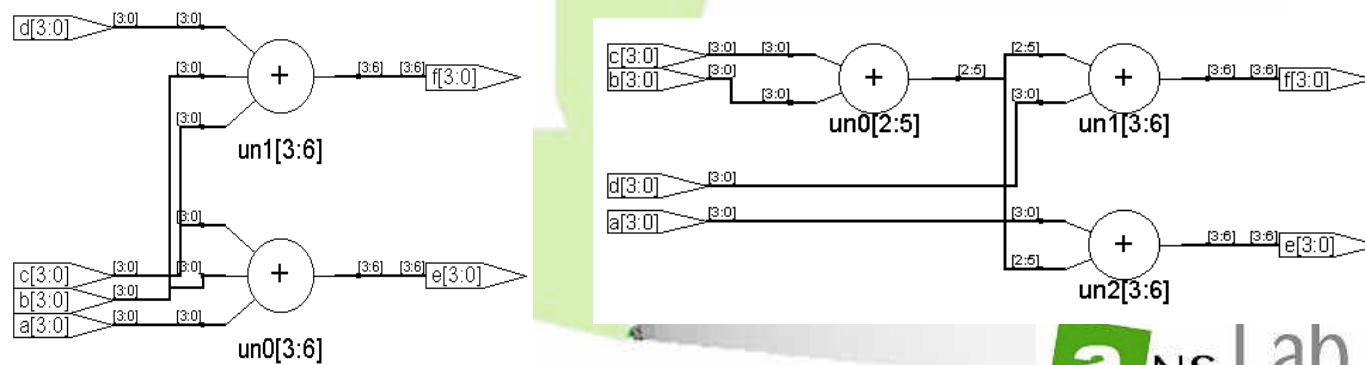 d[3:0] [3:0] [3:0]
[3:0] + [3:6] [3:6] f[3:0]
[3:0]
un1[3:6]
[3:0]
c[3:0] [3:0] [3:0] + [3:6] [3:6] e[3:0]
b[3:0] [3:0]
a[3:0] [3:0] [3:0]
un0[3:6]
c[3:0] [3:0] [3:0] + [2:5] [2:5] + [3:6] [3:6] f[3:0]
b[3:0] [3:0] [3:0] [3:0]
un0[2:5] un1[3:6]
d[3:0] [3:0]
a[3:0] [3:0] [3:0]
+ [3:6] [3:6] e[3:0]
[2:5]
un2[3:6]
a NS Lab